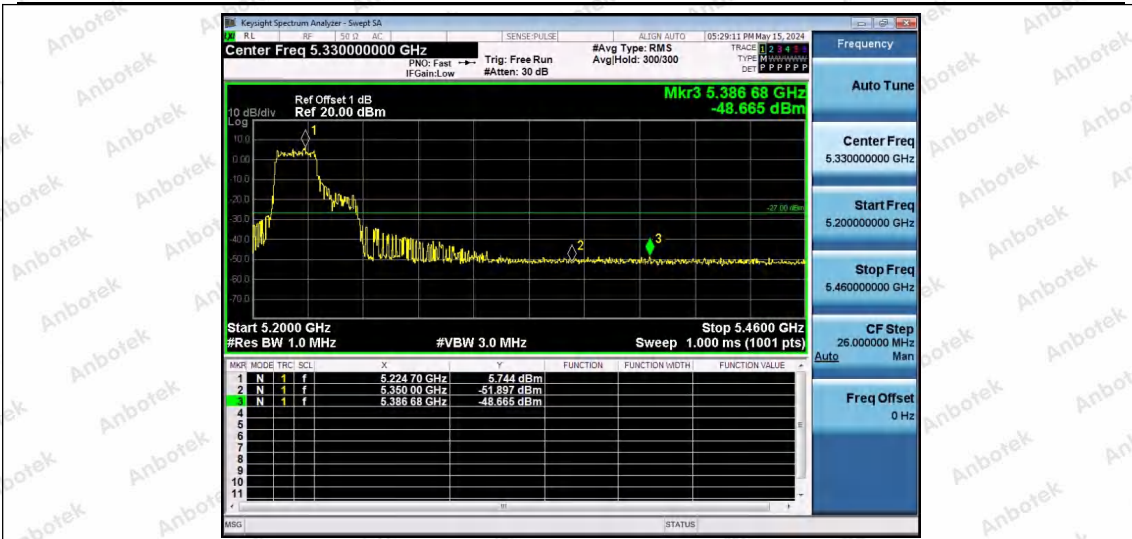 Keysight Spectrum Analyzer - Swept SA
RL RF 50 Ω AC SENSE:PULSE ALIGN AUTO 05:29:11 PM May 15, 2024
Center Freq 5.330000000 GHz
PNO: Fast
IFGain:Low
Trig: Free Run
#Atten: 30 dB
#Avg Type: RMS
Avg|Hold: 300/300
TRACE 1 2 3 4 5 6
TYPE M WWWWW
DET P P P P P P
Frequency
Auto Tune
Center Freq
5.330000000 GHz
Start Freq
5.200000000 GHz
Stop Freq
5.460000000 GHz
CF Step
26.000000 MHz
Auto Man
Freq Offset
0 Hz
Mkr3 5.386 68 GHz
-48.665 dBm
Ref Offset 1 dB
10 dB/div Ref 20.00 dBm
Log
10.0
0.00
-10.0
-20.0
-30.0
-40.0
-50.0
-60.0
-70.0
1
2
3
-27.00 dBm
Start 5.2000 GHz Stop 5.4600 GHz
#Res BW 1.0 MHz #VBW 3.0 MHz Sweep 1.000 ms (1001 pts)
MKR MODE TRC SCL X Y FUNCTION FUNCTION WIDTH FUNCTION VALUE
1 N 1 f 5.224 70 GHz 5.744 dBm
2 N 1 f 5.350 00 GHz -51.897 dBm
3 N 1 f 5.386 68 GHz -48.665 dBm
4
5
6
7
8
9
10
11
MSG STATUS
Anbotek